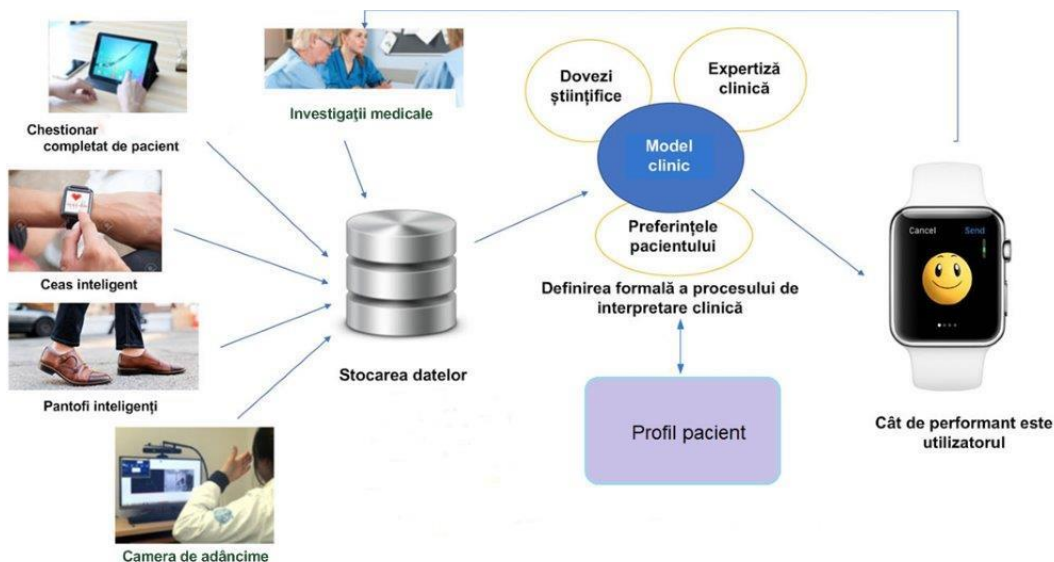 Chestionar
completat de pacient
Ceas inteligent
Pantofi inteligenți
Camera de adâncime
Investigaţii medicale
Stocarea datelor
Dovezi
științifice
Expertiză
clinică
Model
clinic
Preferințele
pacientului
Definirea formală a procesului de
interpretare clinică
Profil pacient
Cancel
Send
Cât de performant este
utilizatorul